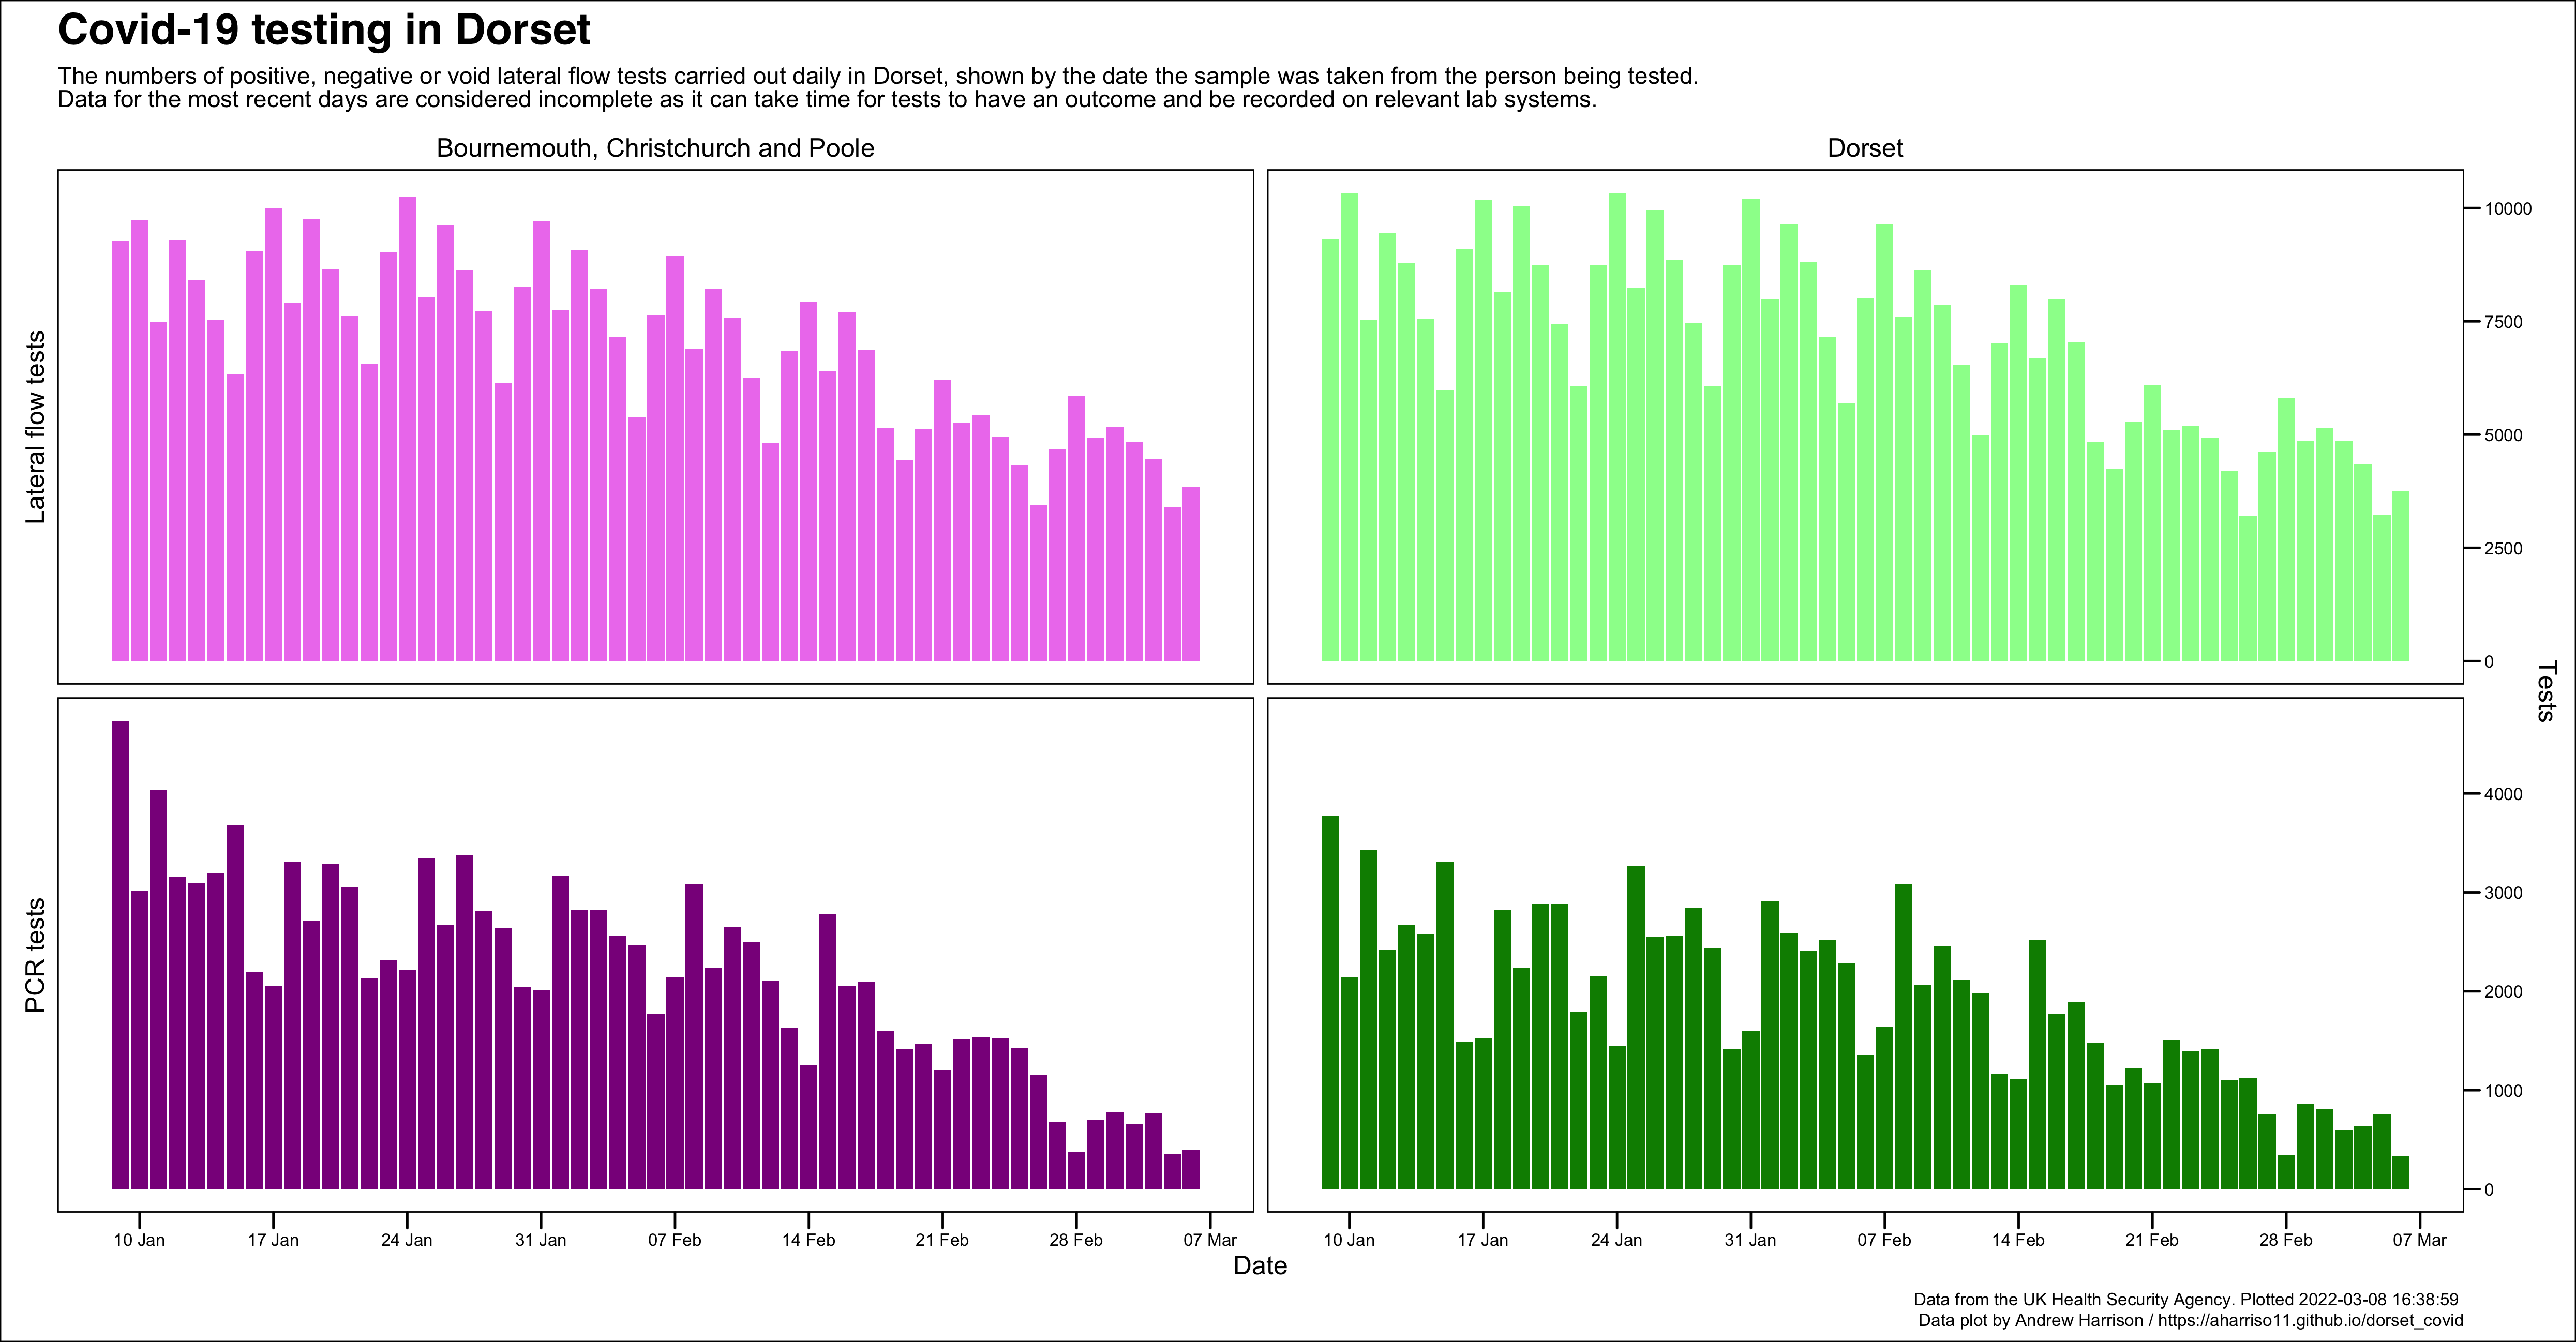 Covid-19 testing in Dorset
The numbers of positive, negative or void lateral flow tests carried out daily in Dorset, shown by the date the sample was taken from the person being tested.
Data for the most recent days are considered incomplete as it can take time for tests to have an outcome and be recorded on relevant lab systems.
Bournemouth, Christchurch and Poole
Dorset
Lateral flow tests
10000
7500
5000
2500
0
Tests
PCR tests
4000
3000
2000
1000
0
10 Jan 17 Jan 24 Jan 31 Jan 07 Feb 14 Feb 21 Feb 28 Feb 07 Mar
10 Jan 17 Jan 24 Jan 31 Jan 07 Feb 14 Feb 21 Feb 28 Feb 07 Mar
Date
Data from the UK Health Security Agency. Plotted 2022-03-08 16:38:59
Data plot by Andrew Harrison / https://aharriso11.github.io/dorset_covid